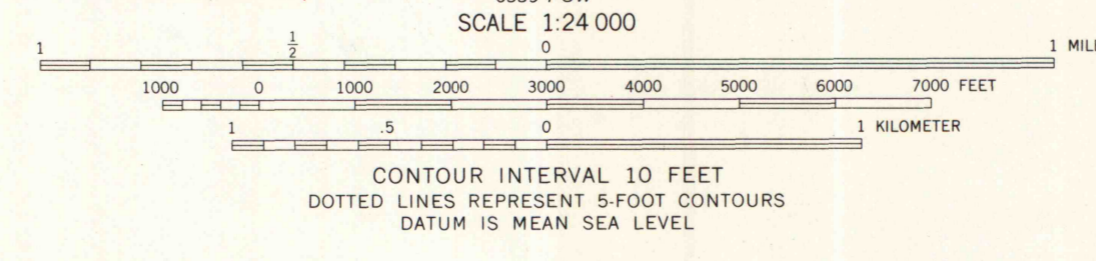 SCALE 1:24 000
1 1/2 0 1 MILE
1000 0 1000 2000 3000 4000 5000 6000 7000 FEET
1 .5 0 1 KILOMETER
CONTOUR INTERVAL 10 FEET
DOTTED LINES REPRESENT 5-FOOT CONTOURS
DATUM IS MEAN SEA LEVEL